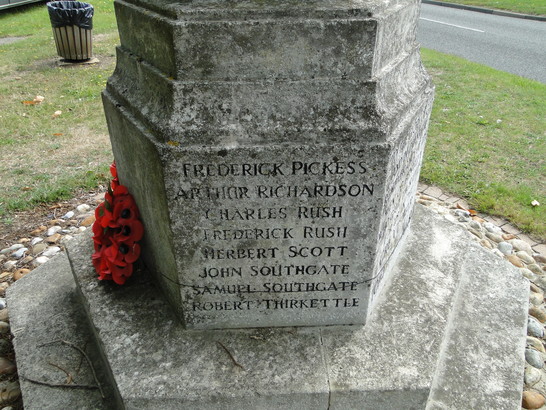 FREDERICK PICKESS
ARTHUR RICHARDSON
CHARLES RUSH
FREDERICK RUSH
HERBERT SCOTT
JOHN SOUTHGATE
SAMUEL SOUTHGATE
ROBERT THIRKETTLE